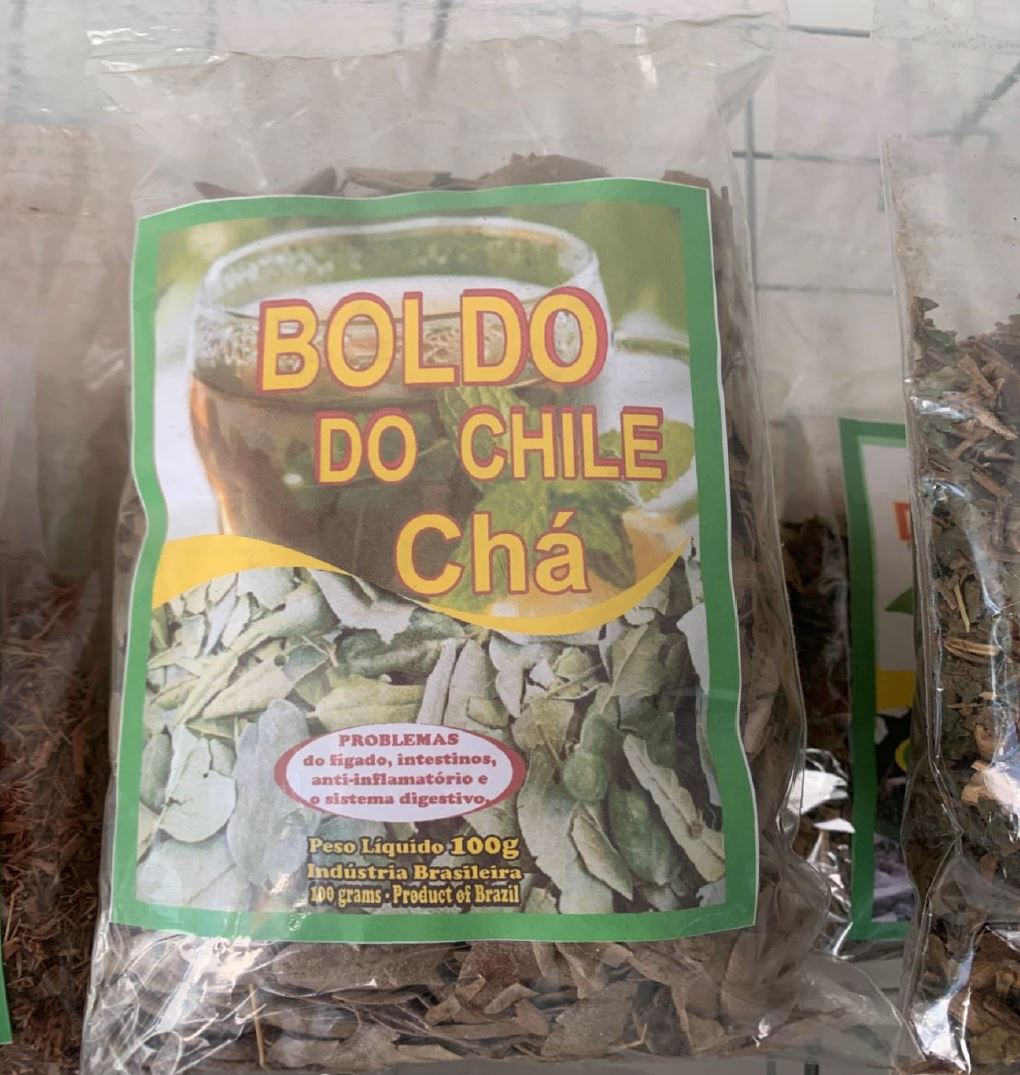 BOLDO
DO CHILE
Chá
PROBLEMAS
do fígado, intestinos,
anti-inflamatório e
o sistema digestivo.
Peso Líquido 100g
Indústria Brasileira
100 grams - Product of Brazil